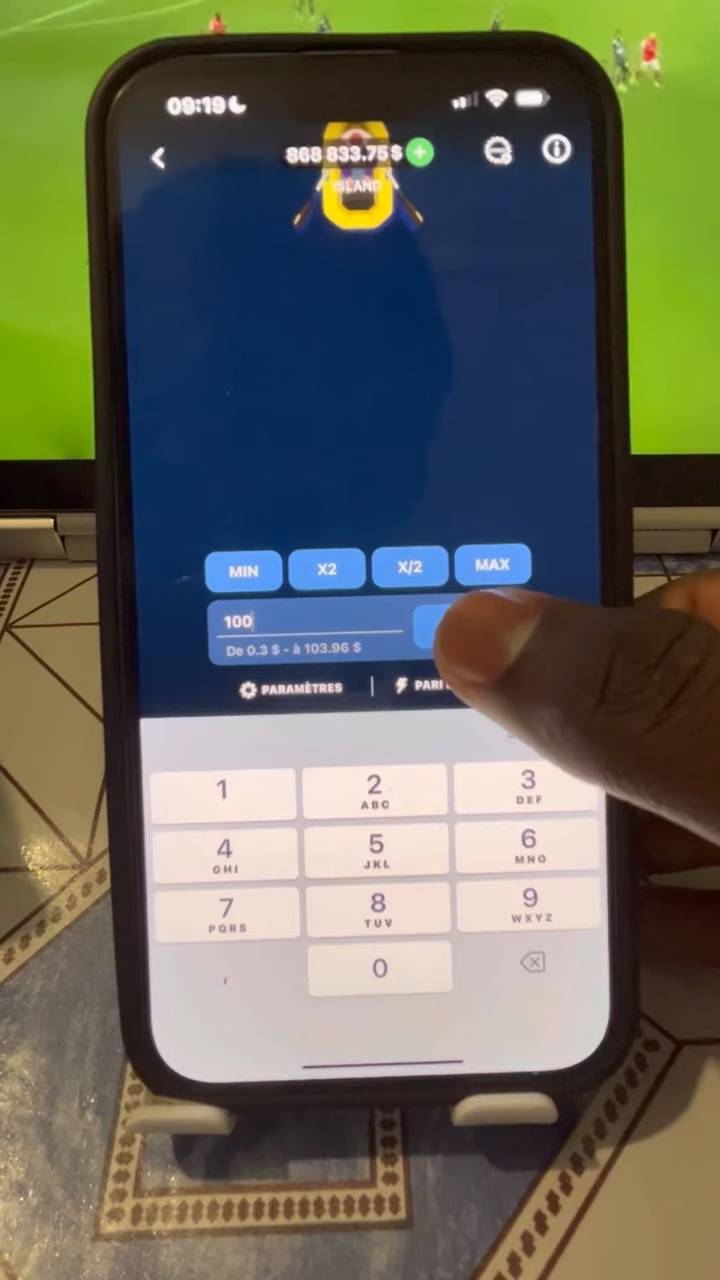 09:19
868 833.75 $
ISLAND
MIN X2 X/2 MAX
100
De 0.3 $ - à 103.96 $
PARAMÈTRES | PARI
1 2 3
ABC DEF
4 5 6
GHI JKL MNO
7 8 9
PQRS TUV WXYZ
, 0